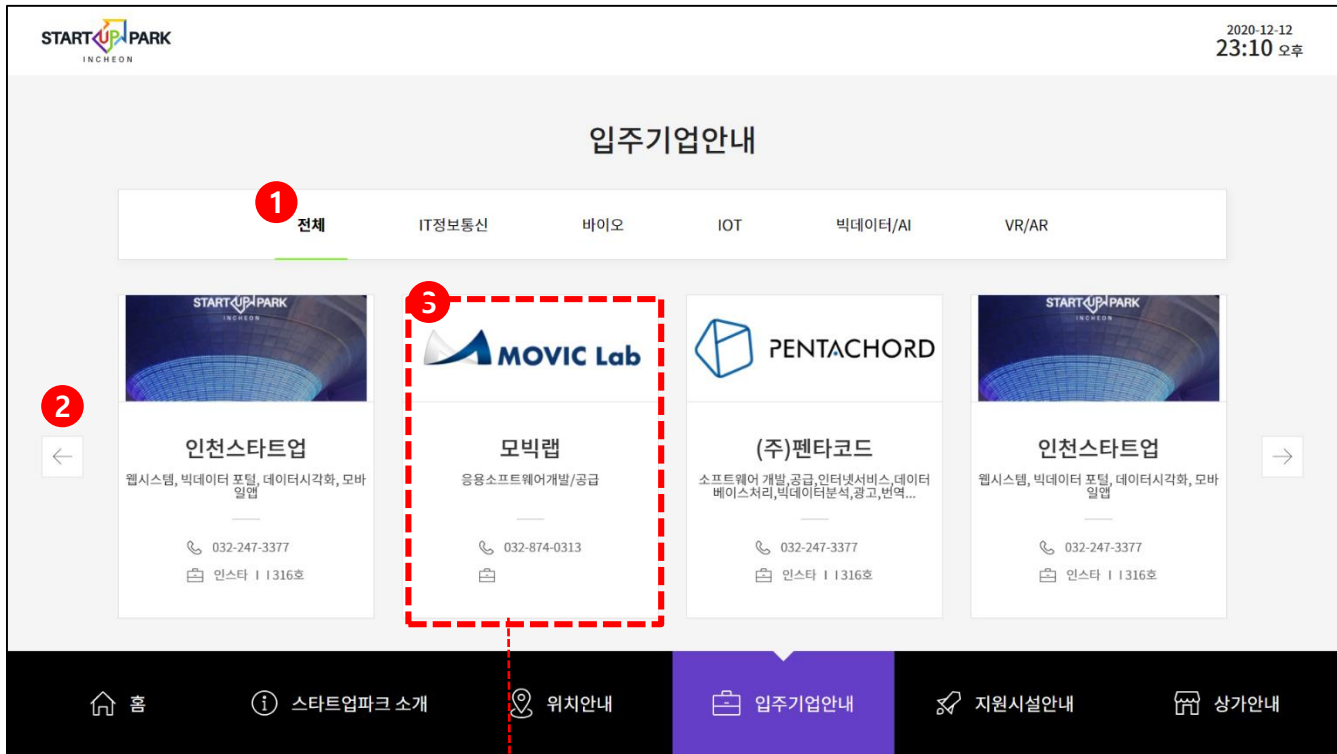 START UP PARK
INCHEON
2020-12-12
23:10 오후
입주기업안내
1
전체 IT정보통신 바이오 IOT 빅데이터/AI VR/AR
START UP PARK
INCHEON
인천스타트업
웹시스템, 빅데이터 포털, 데이터시각화, 모바
일앱
032-247-3377
인스타 I I 316호
3
MOVIC Lab
모빅랩
응용소프트웨어개발/공급
032-874-0313
PENTACHORD
(주)펜타코드
소프트웨어 개발,공급,인터넷서비스,데이터
베이스처리,빅데이터분석,광고,번역...
032-247-3377
인스타 I I 316호
START UP PARK
INCHEON
인천스타트업
웹시스템, 빅데이터 포털, 데이터시각화, 모바
일앱
032-247-3377
인스타 I I 316호
2
홈 스타트업파크 소개 위치안내 입주기업안내 지원시설안내 상가안내